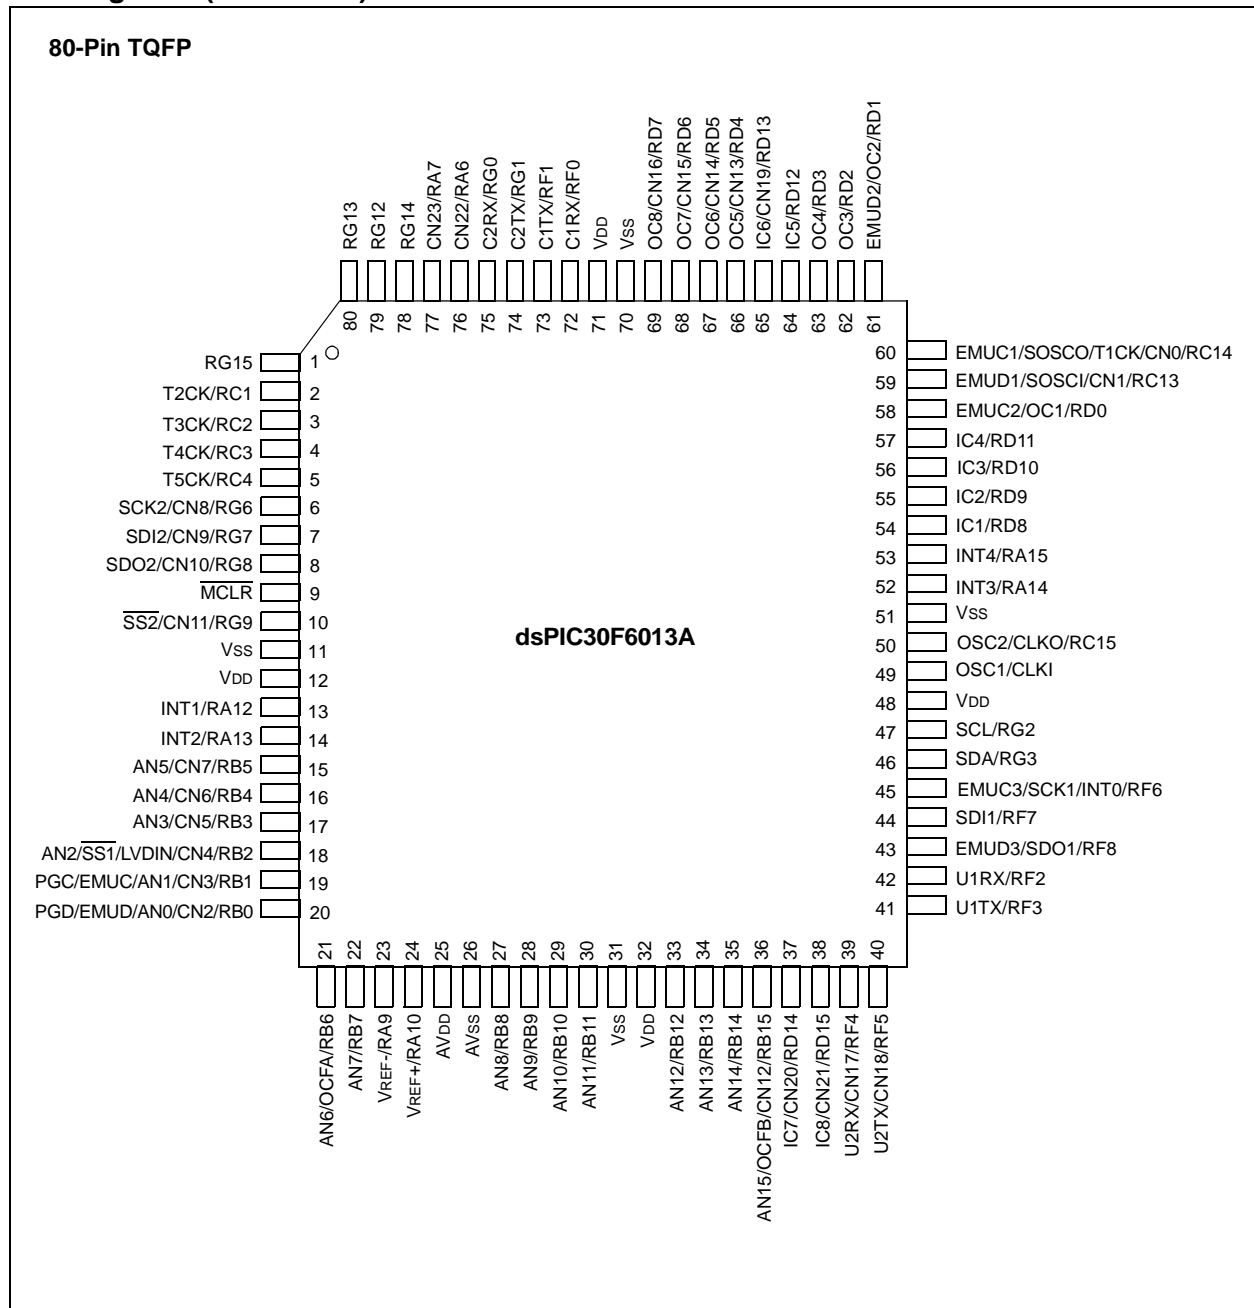 80-Pin TQFP
RG13
RG12
RG14
CN23/RA7
CN22/RA6
C2RX/RG0
C2TX/RG1
C1TX/RF1
C1RX/RF0
VDD
VSS
OC8/CN16/RD7
OC7/CN15/RD6
OC6/CN14/RD5
OC5/CN13/RD4
IC6/CN19/RD13
IC5/RD12
OC4/RD3
OC3/RD2
EMUD2/OC2/RD1
80
79
78
77
76
75
74
73
72
71
70
69
68
67
66
65
64
63
62
61
RG15 1
T2CK/RC1 2
T3CK/RC2 3
T4CK/RC3 4
T5CK/RC4 5
SCK2/CN8/RG6 6
SDI2/CN9/RG7 7
SDO2/CN10/RG8 8
MCLR 9
SS2/CN11/RG9 10
VSS 11
VDD 12
INT1/RA12 13
INT2/RA13 14
AN5/CN7/RB5 15
AN4/CN6/RB4 16
AN3/CN5/RB3 17
AN2/SS1/LVDIN/CN4/RB2 18
PGC/EMUC/AN1/CN3/RB1 19
PGD/EMUD/AN0/CN2/RB0 20
dsPIC30F6013A
60 EMUC1/SOSCO/T1CK/CN0/RC14
59 EMUD1/SOSCI/CN1/RC13
58 EMUC2/OC1/RD0
57 IC4/RD11
56 IC3/RD10
55 IC2/RD9
54 IC1/RD8
53 INT4/RA15
52 INT3/RA14
51 VSS
50 OSC2/CLKO/RC15
49 OSC1/CLKI
48 VDD
47 SCL/RG2
46 SDA/RG3
45 EMUC3/SCK1/INT0/RF6
44 SDI1/RF7
43 EMUD3/SDO1/RF8
42 U1RX/RF2
41 U1TX/RF3
21
22
23
24
25
26
27
28
29
30
31
32
33
34
35
36
37
38
39
40
AN6/OCFA/RB6
AN7/RB7
VREF-/RA9
VREF+/RA10
AVDD
AVSS
AN8/RB8
AN9/RB9
AN10/RB10
AN11/RB11
VSS
VDD
AN12/RB12
AN13/RB13
AN14/RB14
AN15/OCFB/CN12/RB15
IC7/CN20/RD14
IC8/CN21/RD15
U2RX/CN17/RF4
U2TX/CN18/RF5